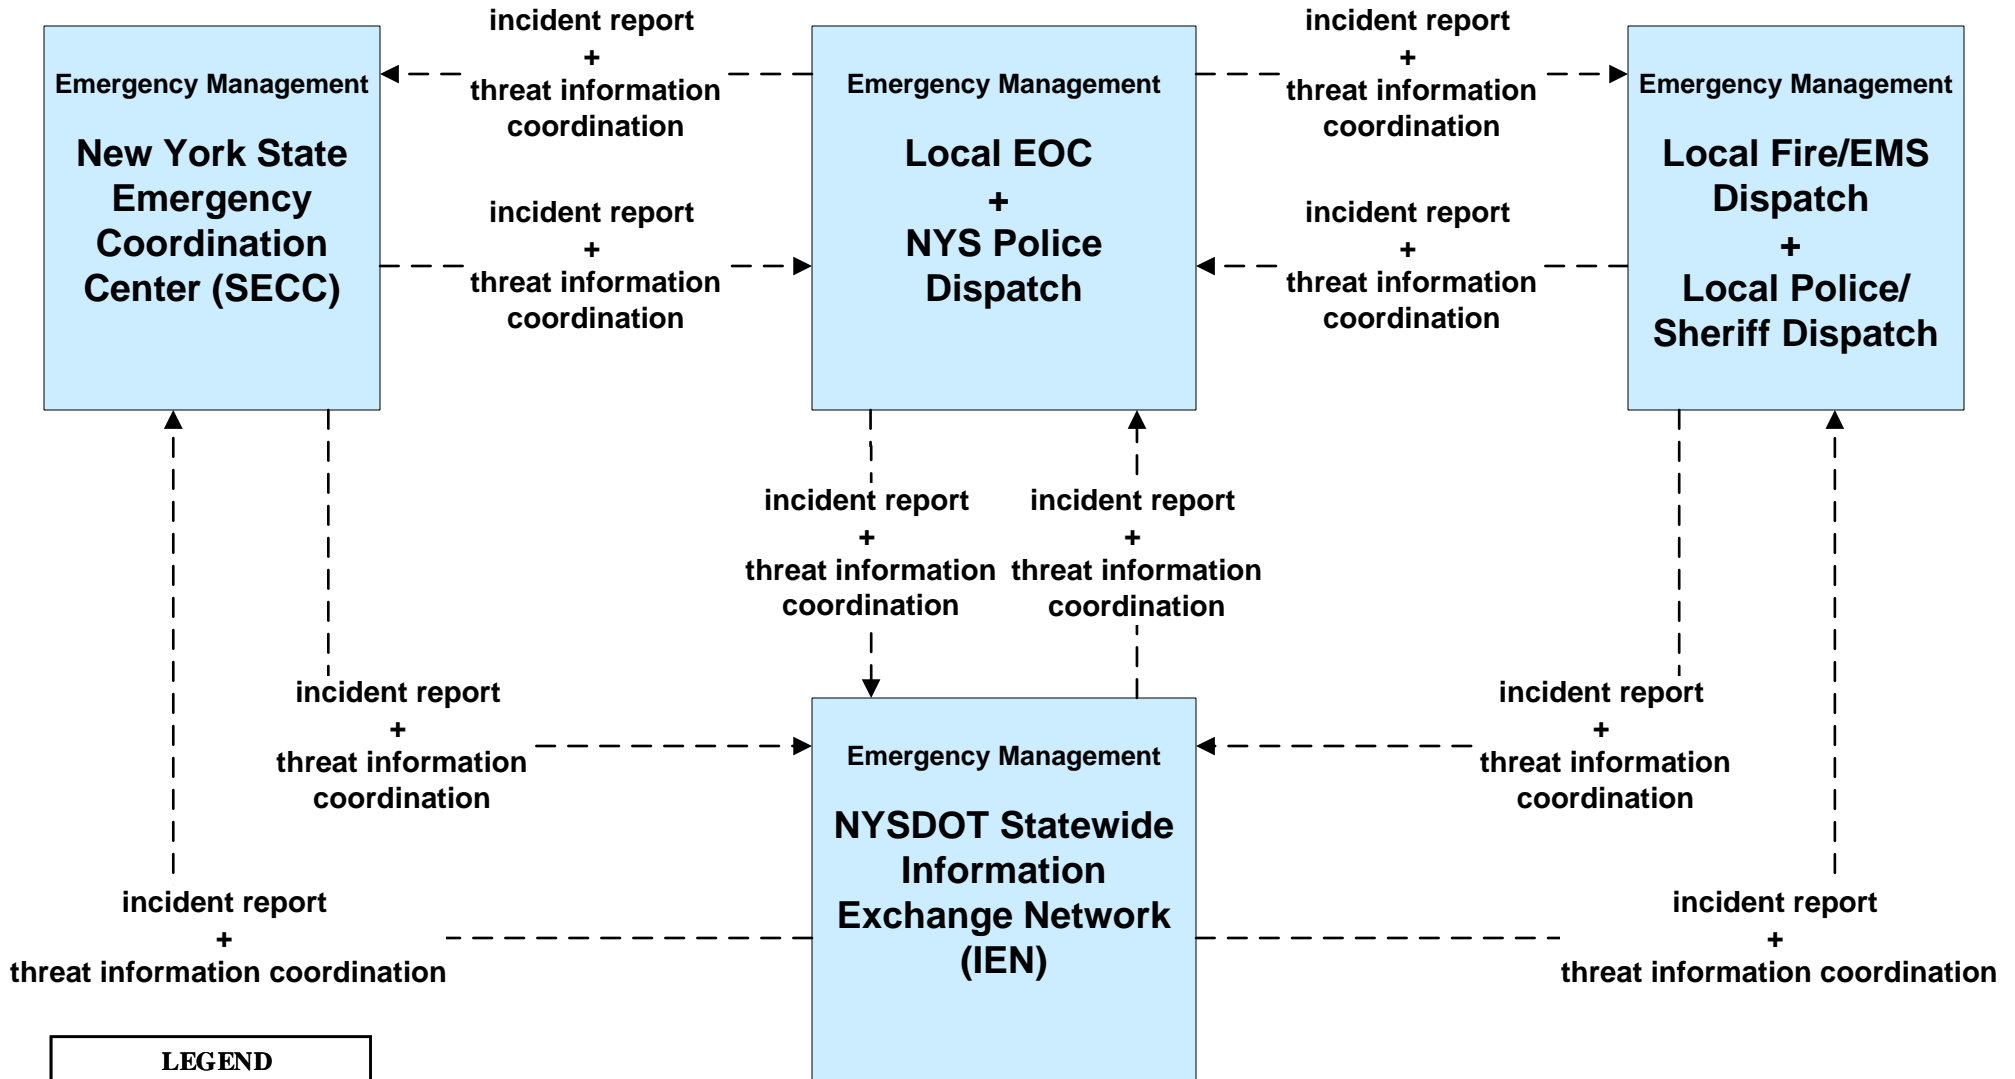 incident report
+
threat information
coordination
incident report
+
threat information
coordination
Emergency Management
New York State
Emergency
Coordination
Center (SECC)
Emergency Management
Local EOC
+
NYS Police
Dispatch
Emergency Management
Local Fire/EMS
Dispatch
+
Local Police/
Sheriff Dispatch
incident report
+
threat information
coordination
incident report
+
threat information
coordination
incident report
+
threat information
coordination
incident report
+
threat information
coordination
incident report
+
threat information
coordination
incident report
+
threat information
coordination
Emergency Management
NYSDOT Statewide
Information
Exchange Network
(IEN)
incident report
+
threat information coordination
incident report
+
threat information coordination
LEGEND